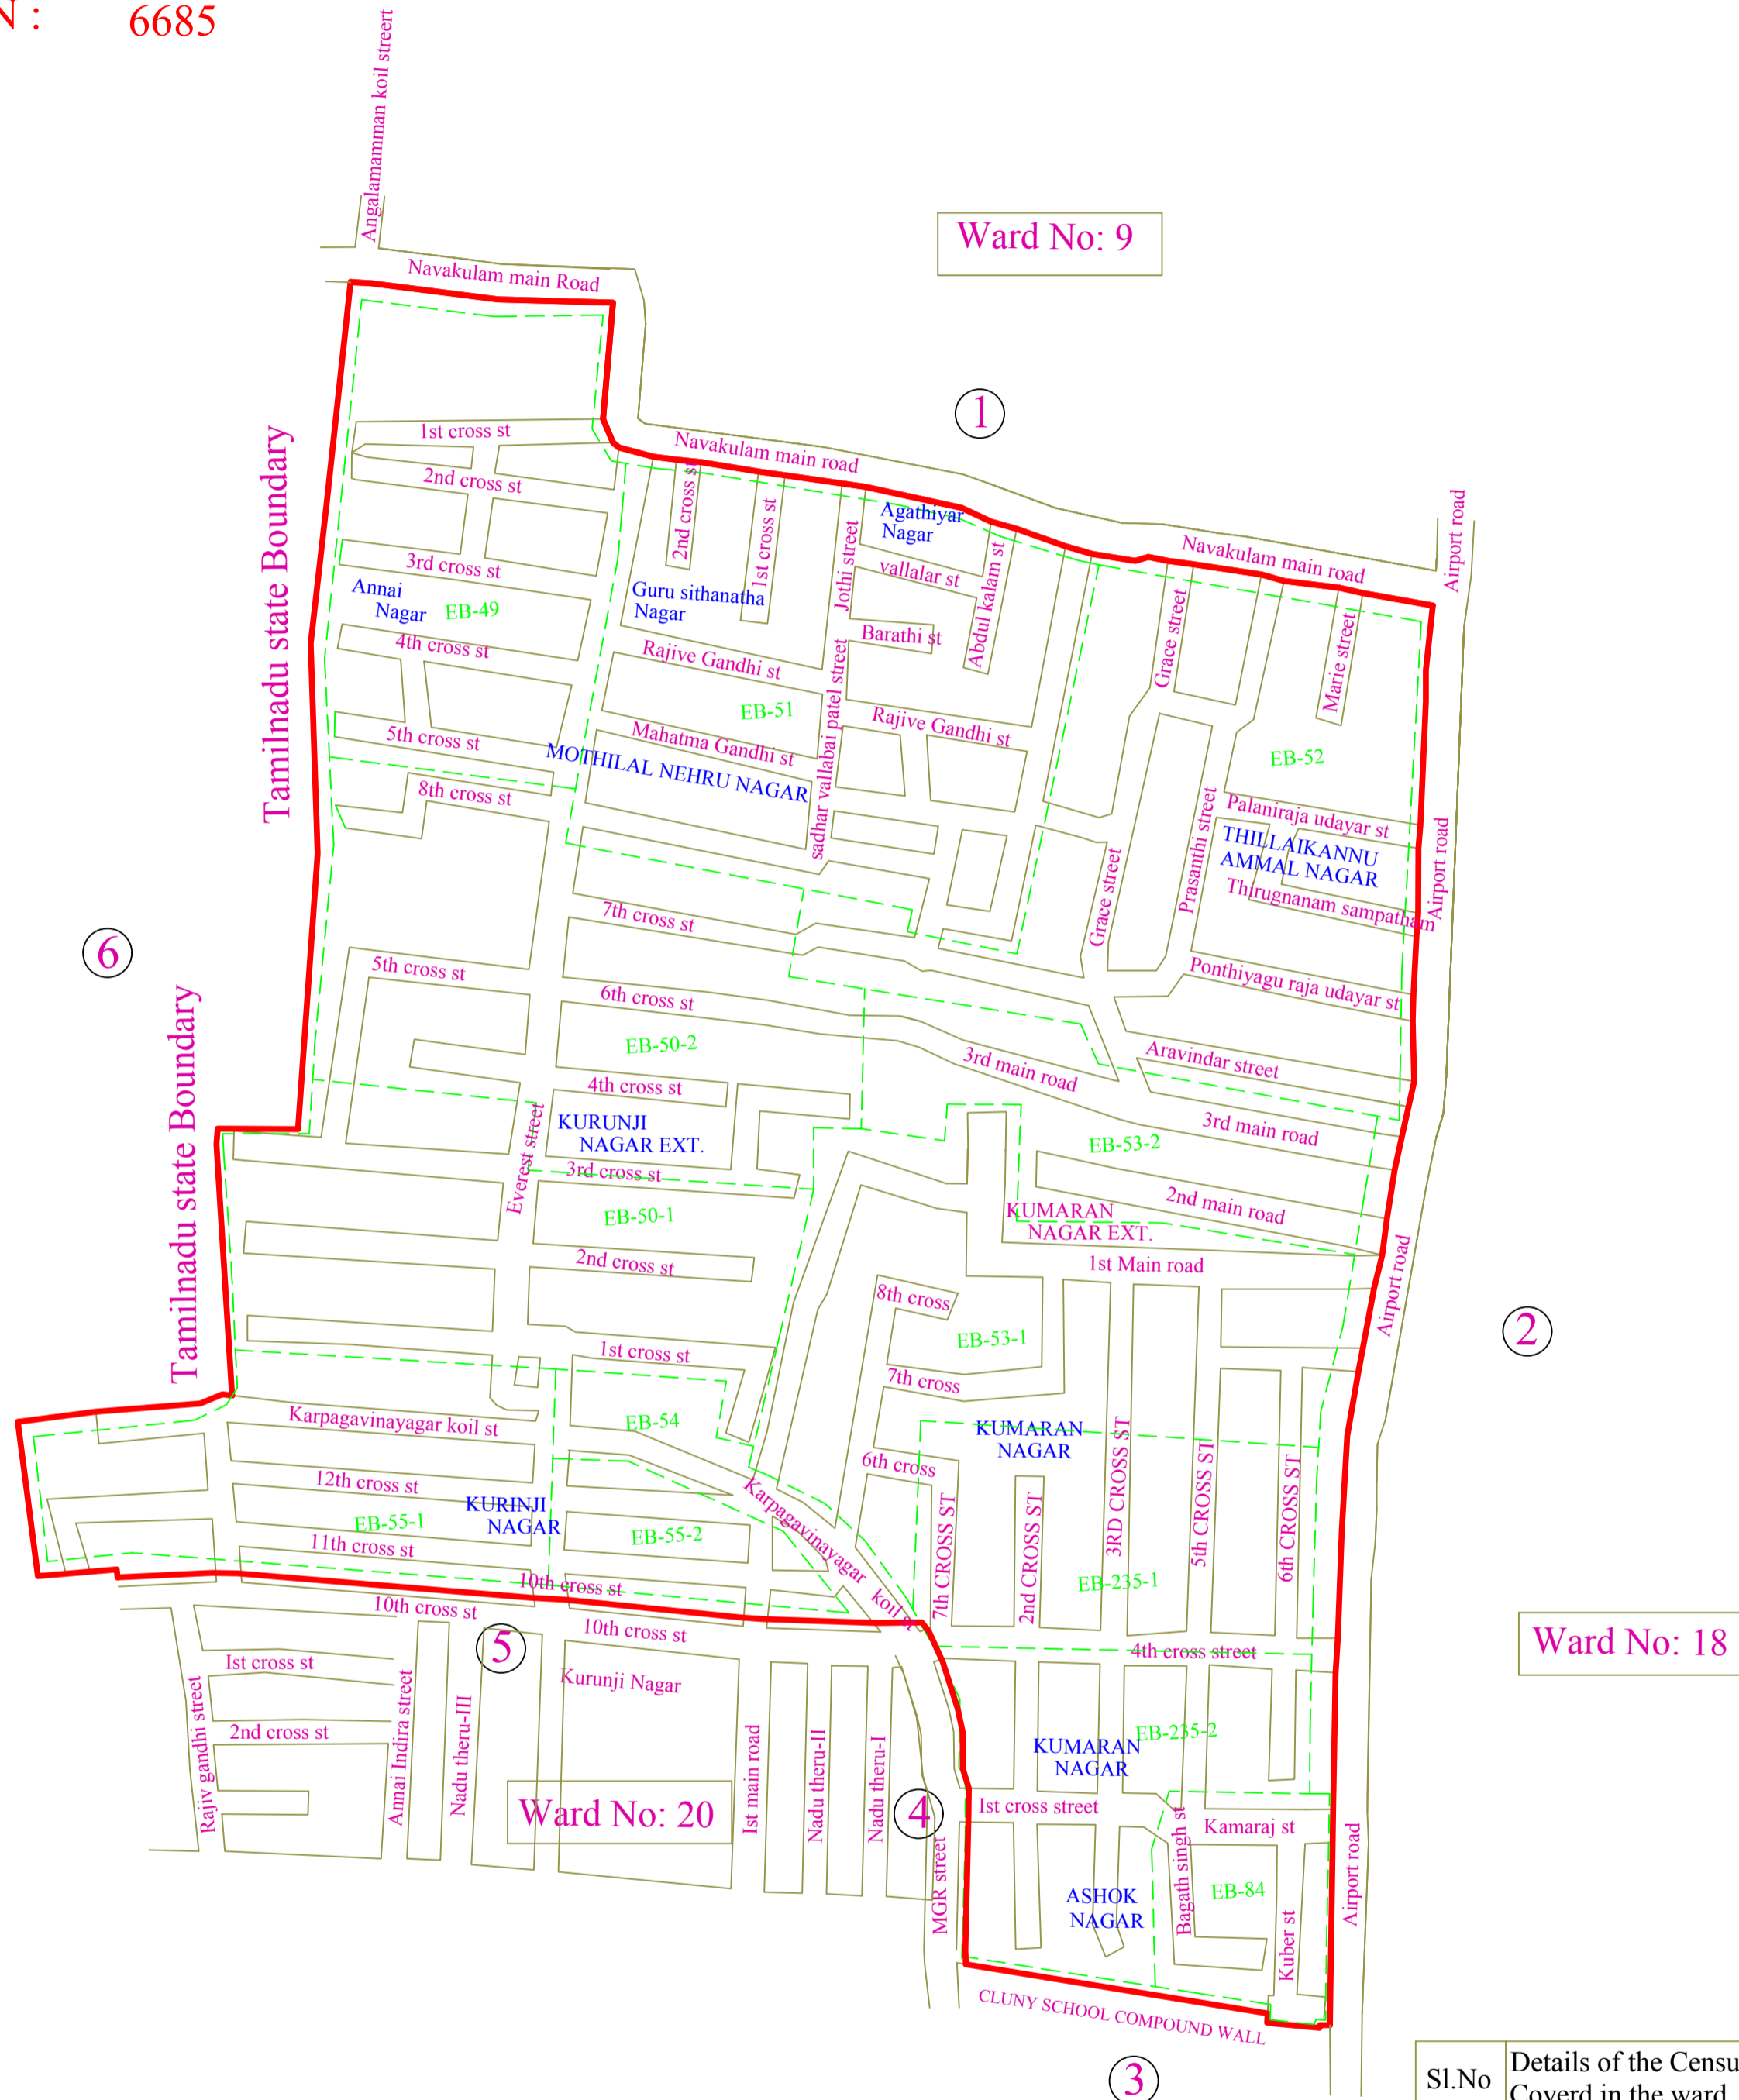 N :
6685
Angalamamman koil streert
Ward No: 9
Navakulam main Road
1
Navakulam main road
1st cross st
2nd cross st
2nd cross st
1st cross st
Jothi street
Agathiyar
Nagar
Abdul kalam st
Navakulam main road
Airport road
Tamilnadu state Boundary
3rd cross st
Annai
Nagar
EB-49
Guru sithanatha
Nagar
vallalar st
Barathi st
Grace street
Marie street
4th cross st
Rajive Gandhi st
sadhar vallabai patel street
EB-51
Rajive Gandhi st
5th cross st
Mahatma Gandhi st
MOTHILAL NEHRU NAGAR
EB-52
8th cross st
Palaniraja udayar st
Prasanthi street
THILLAIKANNU
AMMAL NAGAR
Airport road
Thirugnanam sampatham
Grace street
7th cross st
6
5th cross st
6th cross st
Ponthiyagu raja udayar st
EB-50-2
3rd main road
Aravindar street
4th cross st
Tamilnadu state Boundary
Everest street
KURUNJI
NAGAR EXT.
3rd main road
EB-53-2
3rd cross st
2nd main road
EB-50-1
KUMARAN
NAGAR EXT.
2nd cross st
1st Main road
Airport road
8th cross
EB-53-1
2
1st cross st
7th cross
Karpagavinayagar koil st
EB-54
KUMARAN
NAGAR
6th cross
12th cross st
KURINJI
NAGAR
EB-55-1
EB-55-2
Karpagavinayagar
koil st
7th CROSS ST
2nd CROSS ST
3RD CROSS ST
5th CROSS ST
6th CROSS ST
11th cross st
10th cross st
EB-235-1
10th cross st
10th cross st
5
4th cross street
Ward No: 18
Ist cross st
Kurunji Nagar
Rajiv gandhi street
2nd cross st
Annai Indira street
Nadu theru-III
Ist main road
Nadu theru-II
Nadu theru-I
EB-235-2
KUMARAN
NAGAR
Ward No: 20
4
Ist cross street
Kamaraj st
MGR street
Bagath singh st
EB-84
ASHOK
NAGAR
Kuber st
Airport road
CLUNY SCHOOL COMPOUND WALL
3
Sl.No
Details of the Censu
Coverd in the ward